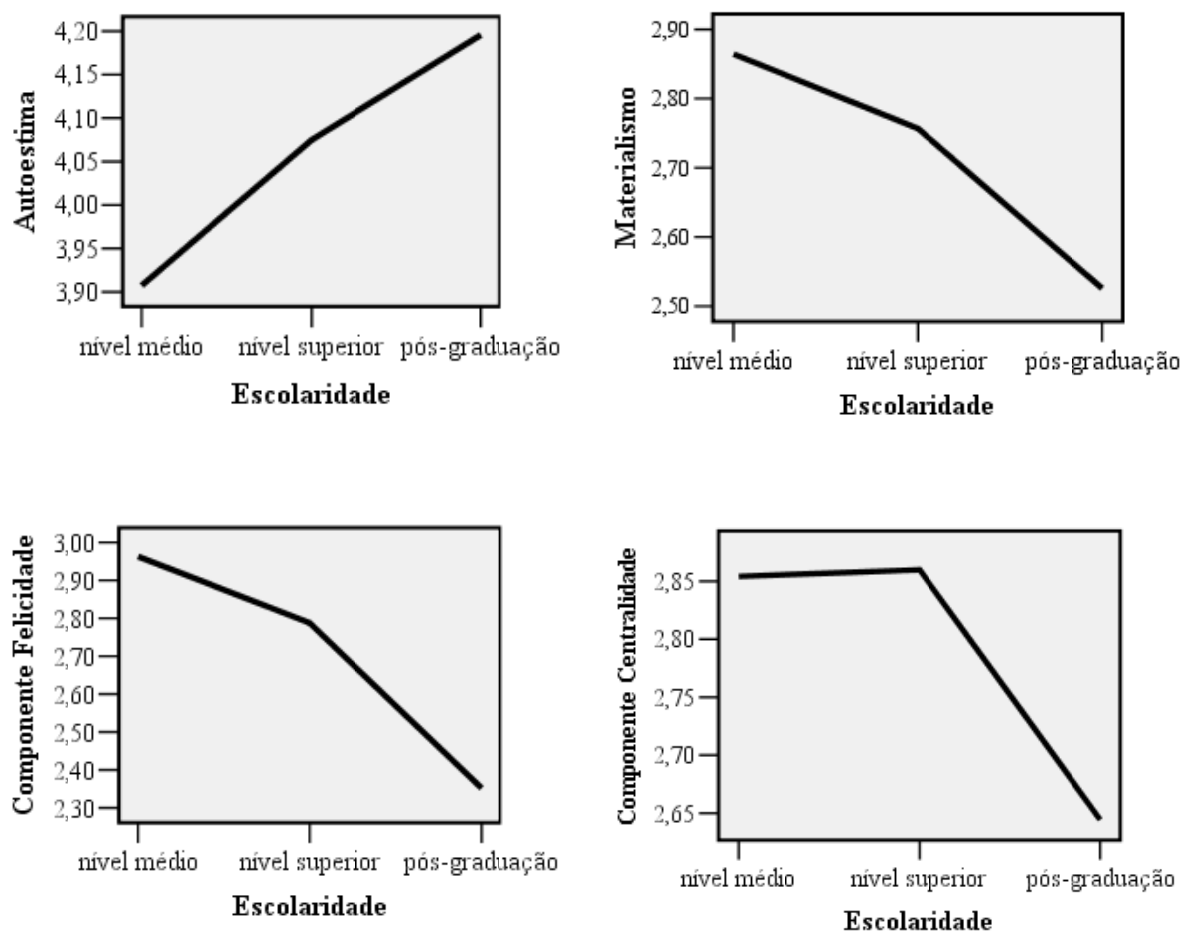 Autoestima
4,20
4,15
4,10
4,05
4,00
3,95
3,90
nível médio
nível superior
pós-graduação
Escolaridade
Materialismo
2,90
2,80
2,70
2,60
2,50
nível médio
nível superior
pós-graduação
Escolaridade
Componente Felicidade
3,00
2,90
2,80
2,70
2,60
2,50
2,40
2,30
nível médio
nível superior
pós-graduação
Escolaridade
Componente Centralidade
2,85
2,80
2,75
2,70
2,65
nível médio
nível superior
pós-graduação
Escolaridade